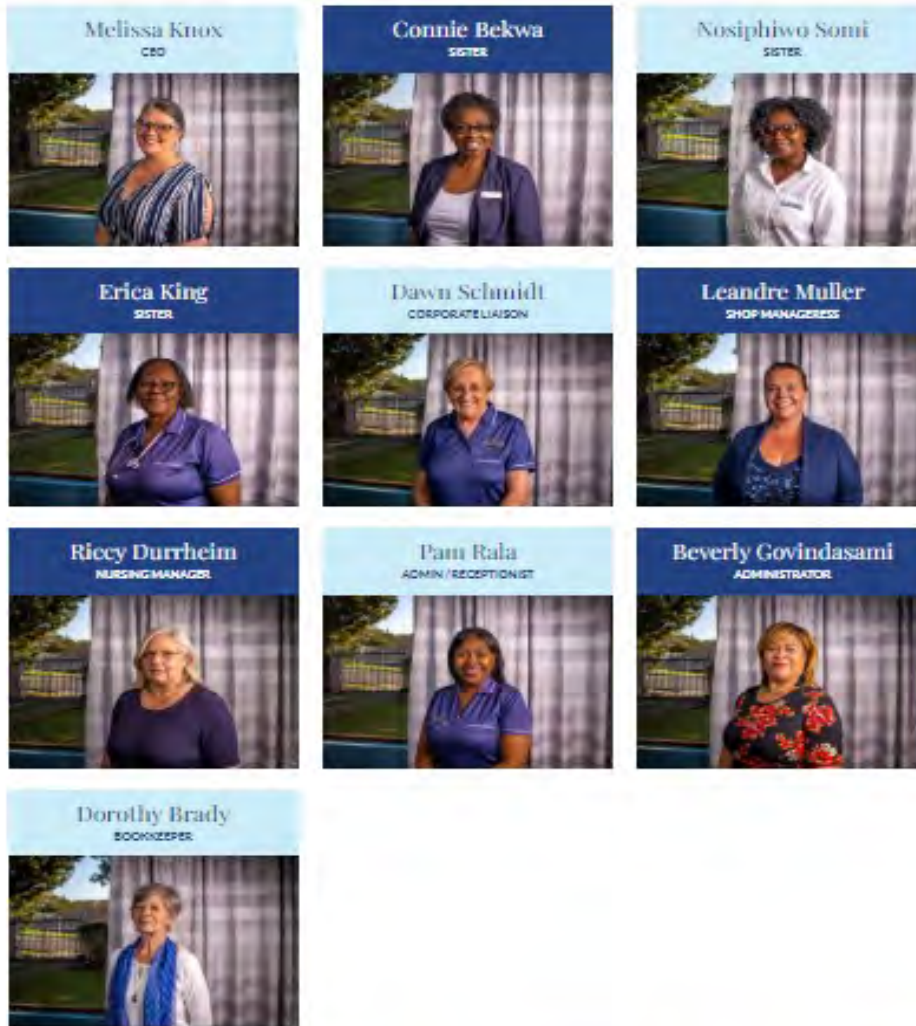 Melissa Knox
CEO
Connie Bekwa
SISTER
Nosiphiwo Somi
SISTER
Erica King
SISTER
Dawn Schmidt
CORPORATE LIAISON
Leandre Muller
SHOP MANAGERESS
Riccy Durrheim
NURSING MANAGER
Pam Rala
ADMIN / RECEPTIONIST
Beverly Govindasami
ADMINISTRATOR
Dorothy Brady
BOOKKEEPER